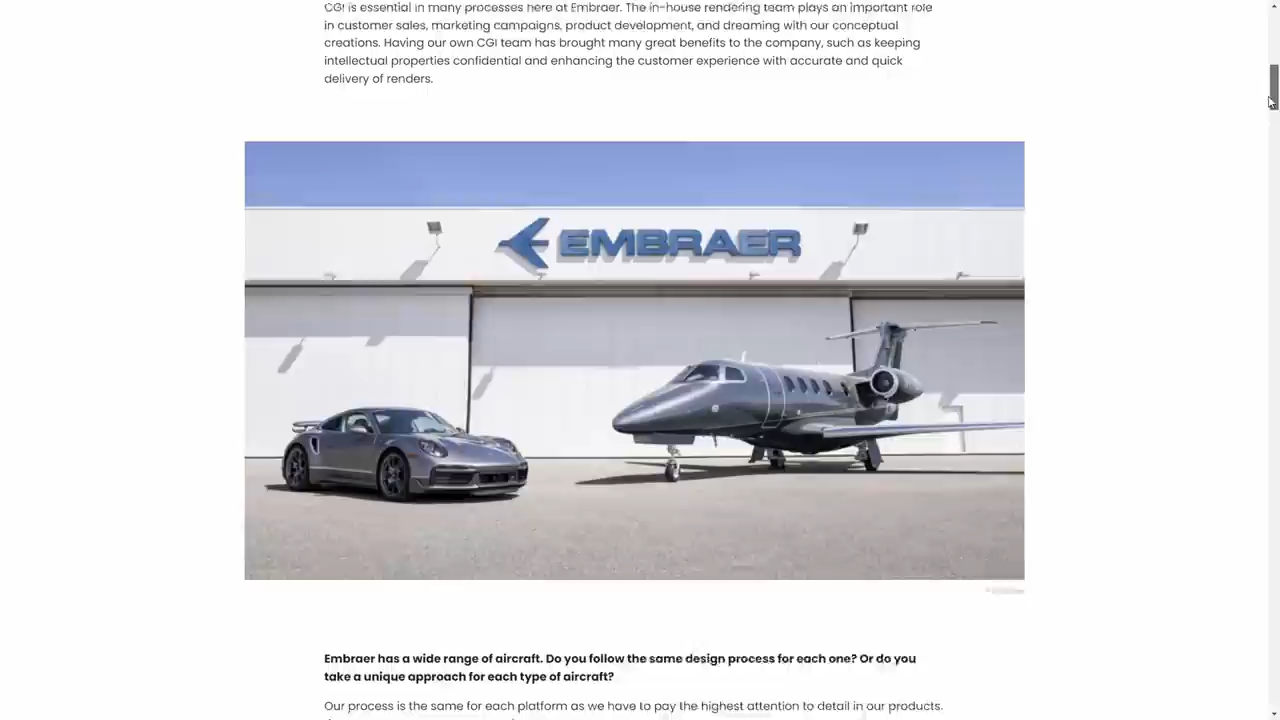 CGI is essential in many processes here at Embraer. The in-house rendering team plays an important role
in customer sales, marketing campaigns, product development, and dreaming with our conceptual
creations. Having our own CGI team has brought many great benefits to the company, such as keeping
intellectual properties confidential and enhancing the customer experience with accurate and quick
delivery of renders.
EMBRAER
Embraer has a wide range of aircraft. Do you follow the same design process for each one? Or do you
take a unique approach for each type of aircraft?
Our process is the same for each platform as we have to pay the highest attention to detail in our products.